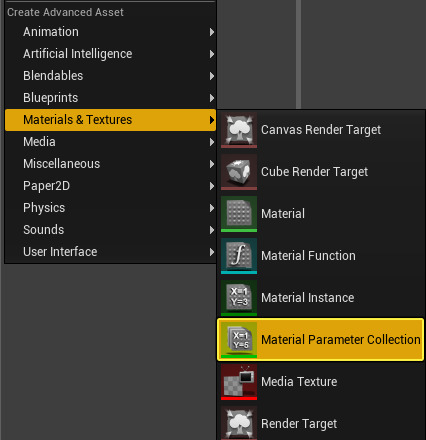 Create Advanced Asset
Animation
Artificial Intelligence
Blendables
Blueprints
Materials & Textures
Media
Miscellaneous
Paper2D
Physics
Sounds
User Interface
Canvas Render Target
Cube Render Target
Material
f
Material Function
X=1
Y=3
Material Instance
X=1
Y=5
Material Parameter Collection
Media Texture
Render Target